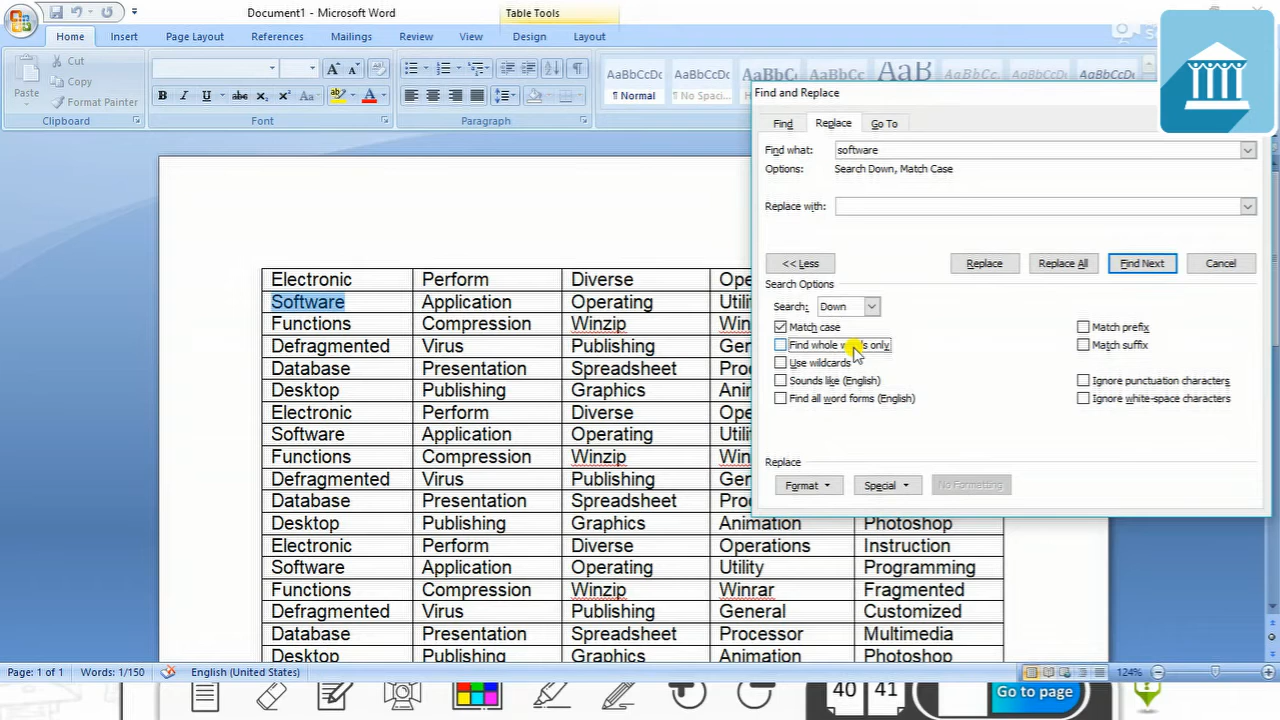 Document1 - Microsoft Word
Table Tools
Home Insert Page Layout References Mailings Review View Design Layout
Cut
Copy
Paste
Format Painter
Clipboard
Font
Paragraph
AaBbCcDc AaBbCcDc AaBbCc AaBbCc AaB AaBbCc. AaBbCcDc AaBbCcDc
¶ Normal
¶ No Spaci...
Find and Replace
Find Replace Go To
Find what: software
Options: Search Down, Match Case
Replace with:
<< Less Replace Replace All Find Next Cancel
Search Options
Search: Down
Match case Match prefix
Find whole words only Match suffix
Use wildcards
Sounds like (English) Ignore punctuation characters
Find all word forms (English) Ignore white-space characters
Replace
Format Special No Formatting
Electronic Perform Diverse
Software Application Operating
Functions Compression Winzip
Defragmented Virus Publishing
Database Presentation Spreadsheet
Desktop Publishing Graphics
Electronic Perform Diverse
Software Application Operating
Functions Compression Winzip
Defragmented Virus Publishing
Database Presentation Spreadsheet
Desktop Publishing Graphics Animation Photoshop
Electronic Perform Diverse Operations Instruction
Software Application Operating Utility Programming
Functions Compression Winzip Winrar Fragmented
Defragmented Virus Publishing General Customized
Database Presentation Spreadsheet Processor Multimedia
Desktop Publishing Graphics Animation Photoshop
Page: 1 of 1 Words: 1/150 English (United States) 124%
40 41 Go to page